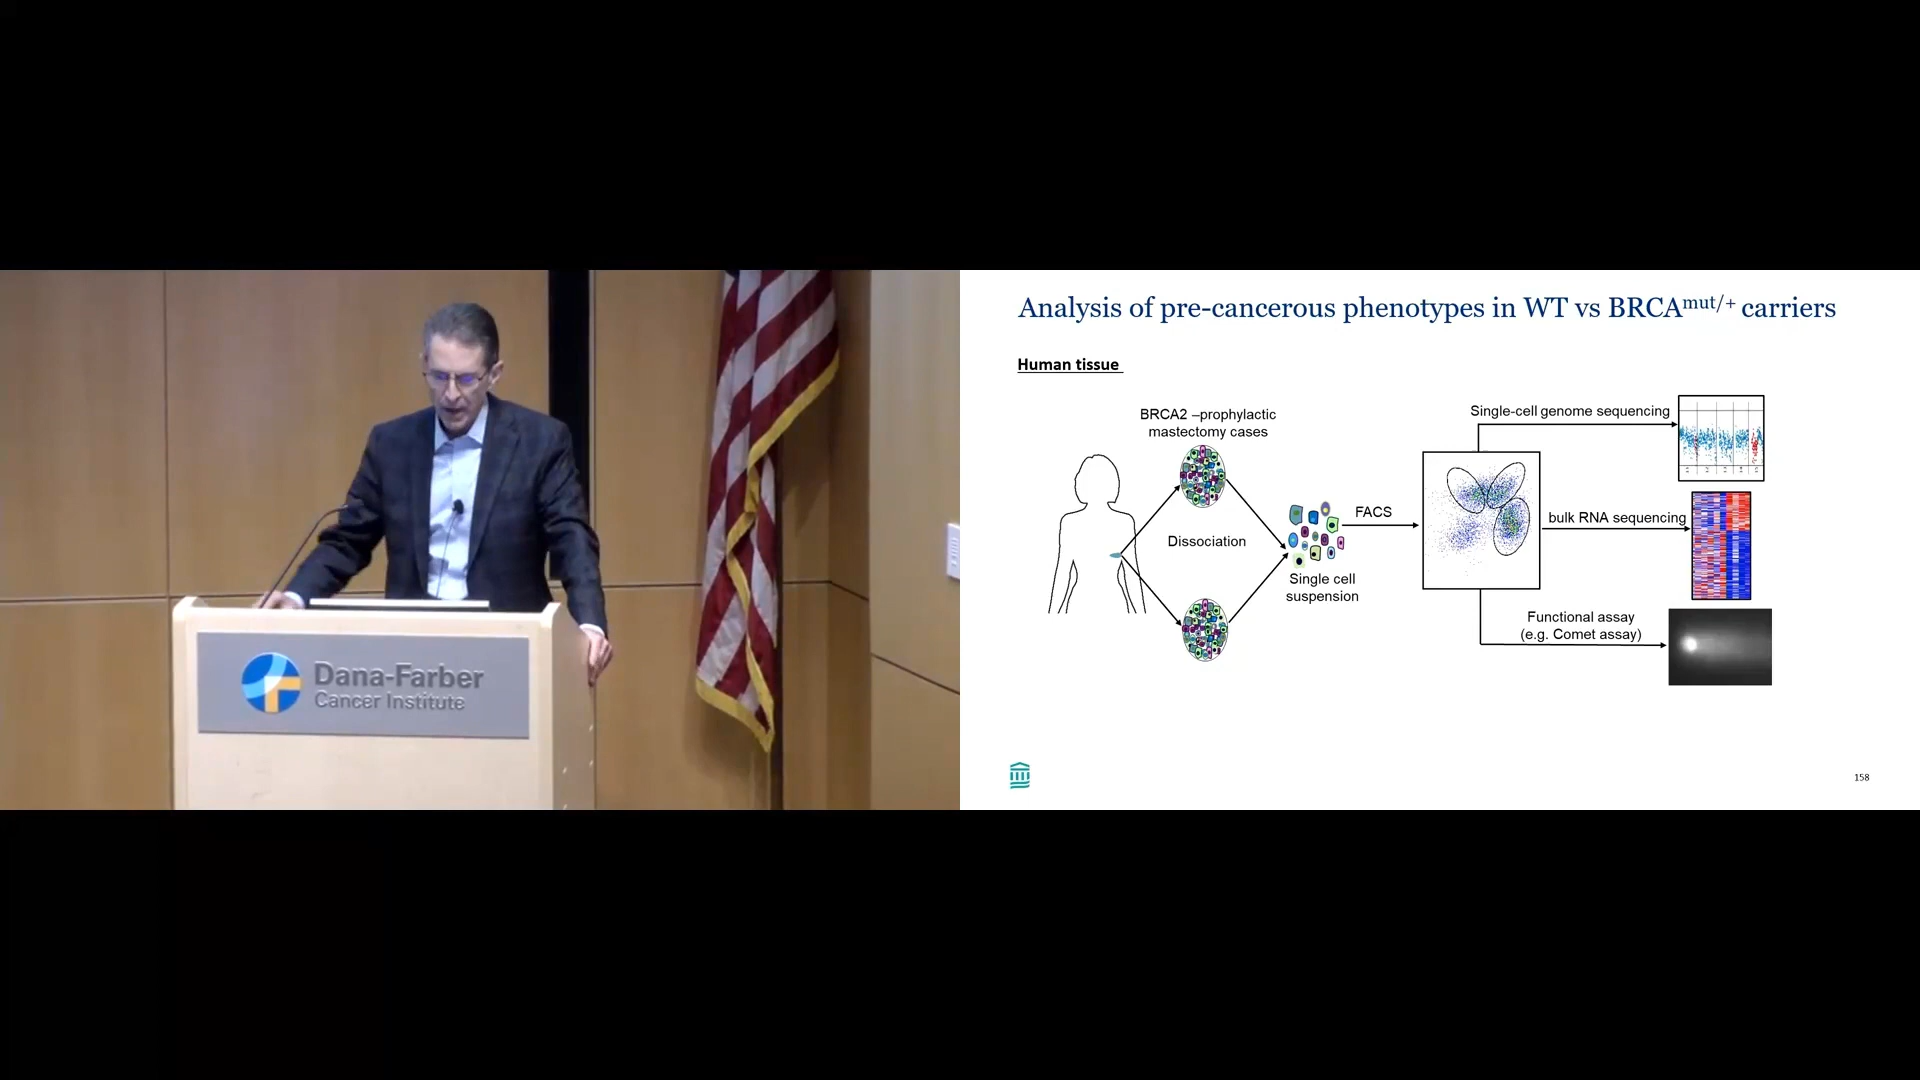 Dana-Farber
Cancer Institute
Analysis of pre-cancerous phenotypes in WT vs BRCAmut/+ carriers
Human tissue
BRCA2 –prophylactic
mastectomy cases
Dissociation
Single cell
suspension
FACS
Single-cell genome sequencing
bulk RNA sequencing
Functional assay
(e.g. Comet assay)
158